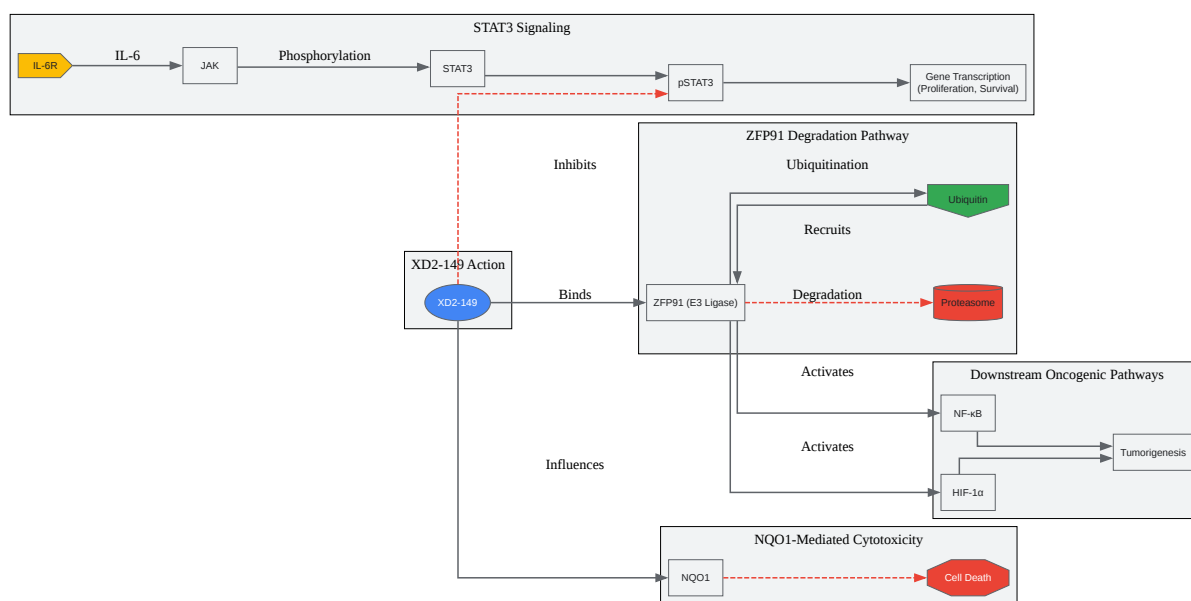 STAT3 Signaling
IL-6R
IL-6
JAK
Phosphorylation
STAT3
pSTAT3
Gene Transcription
(Proliferation, Survival)
ZFP91 Degradation Pathway
Inhibits
Ubiquitination
Ubiquitin
Recruits
XD2-149 Action
XD2-149
Binds
ZFP91 (E3 Ligase)
Degradation
Proteasome
Activates
Downstream Oncogenic Pathways
NF-κB
Activates
Tumorigenesis
Influences
HIF-1α
NQO1-Mediated Cytotoxicity
NQO1
Cell Death